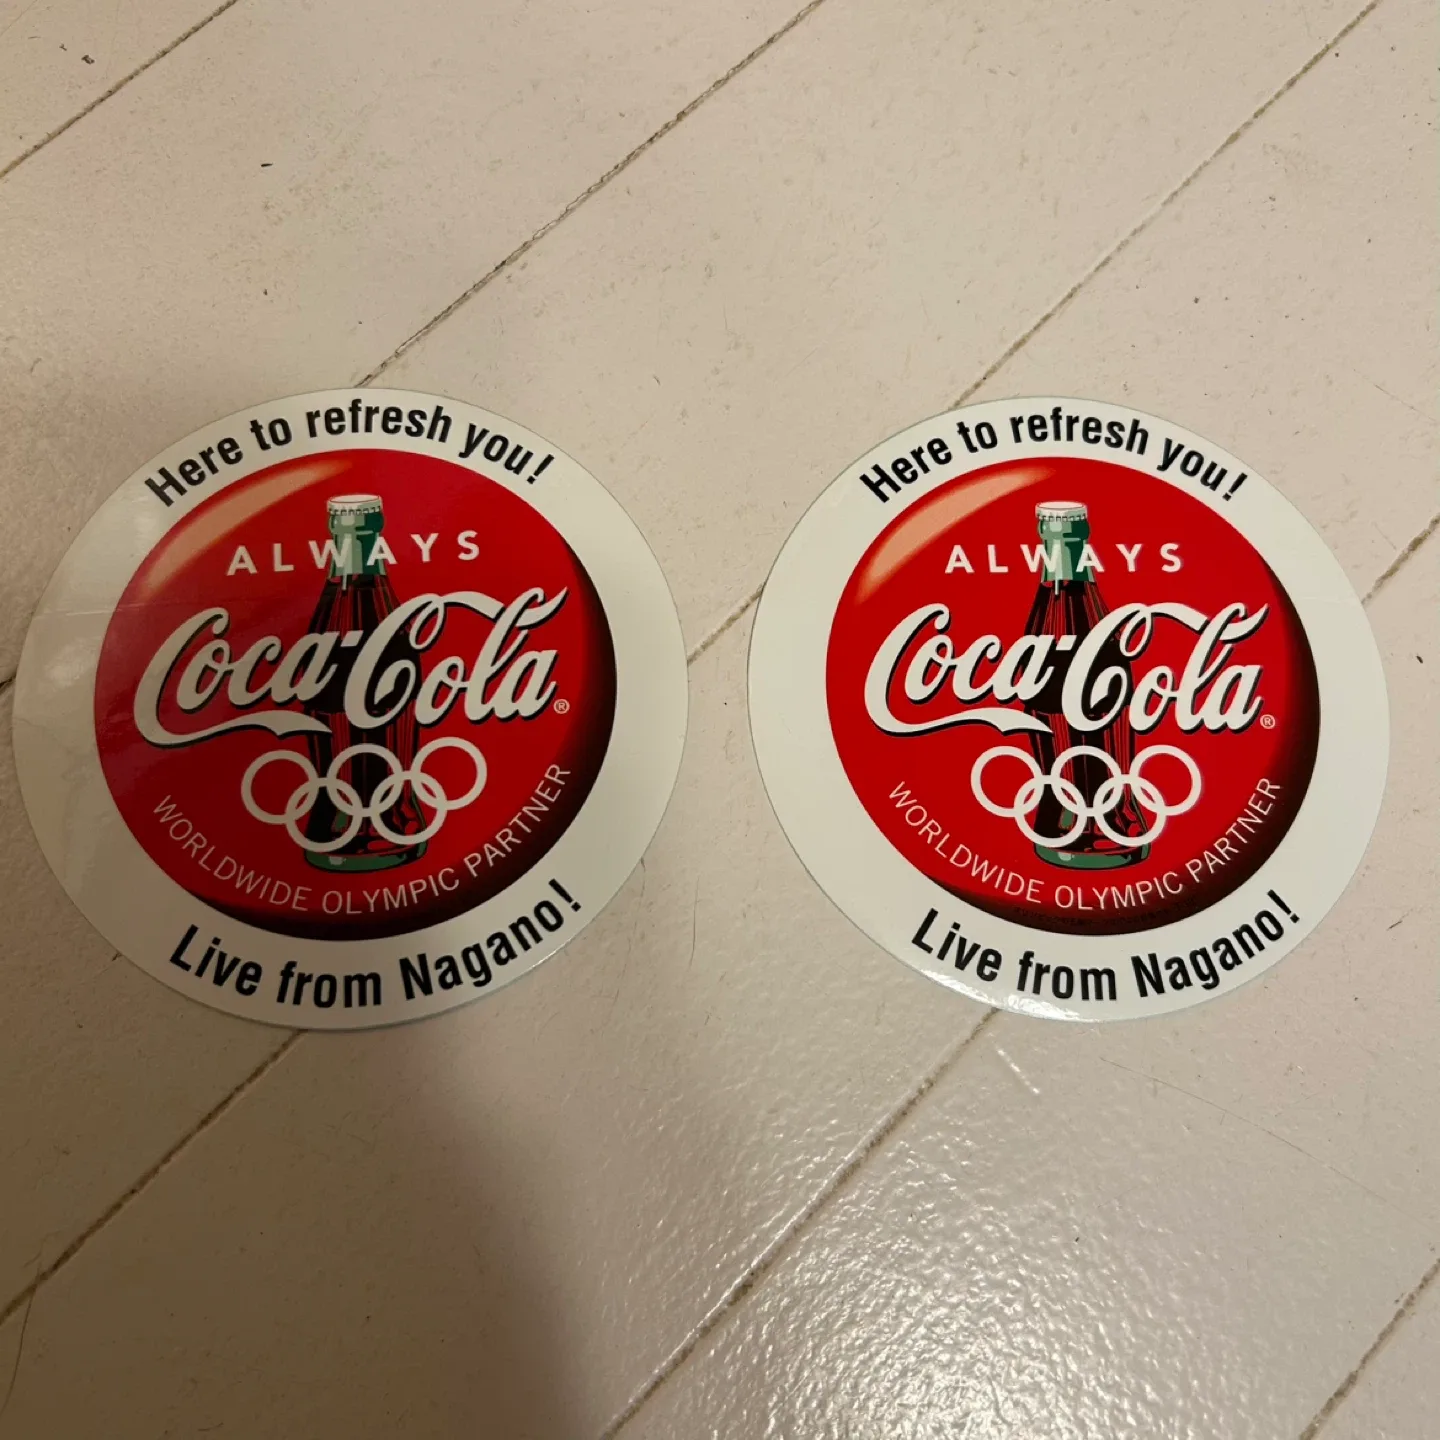 Here to refresh you!
ALWAYS
Coca-Cola®
WORLDWIDE OLYMPIC PARTNER
Live from Nagano!
Here to refresh you!
ALWAYS
Coca-Cola®
WORLDWIDE OLYMPIC PARTNER
Live from Nagano!